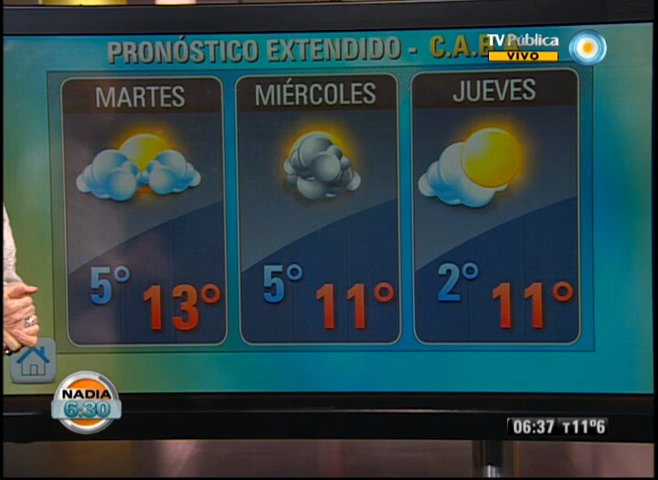 PRONÓSTICO EXTENDIDO - C.A.B.A.
TV Pública
VIVO
MARTES
MIÉRCOLES
JUEVES
5° 13°
5° 11°
2° 11°
NADIA
6:30
06:37 T11°6